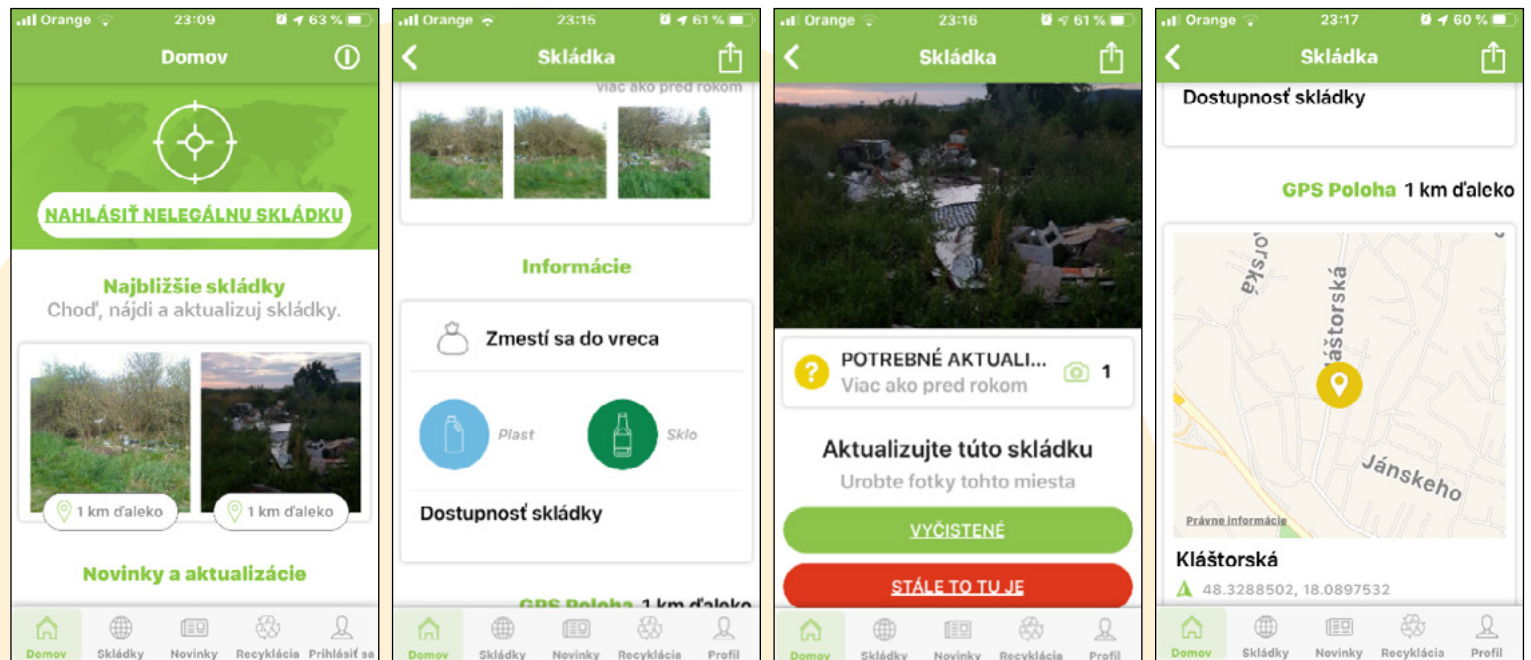 Orange 23:09 63 %
Domov
NAHLÁSIŤ NELEGÁLNU SKLÁDKU
Najbližšie skládky
Choď, nájdi a aktualizuj skládky.
1 km ďaleko 1 km ďaleko
Novinky a aktualizácie
Domov Skládky Novinky Recyklácia Prihlásiť sa
Orange 23:15 61 %
Skládka
Viac ako pred rokom
Informácie
Zmestí sa do vreca
Plast Sklo
Dostupnosť skládky
GPS Poloha 1 km ďaleko
Domov Skládky Novinky Recyklácia Profil
Orange 23:16 61 %
Skládka
POTREBNÉ AKTUALI...
Viac ako pred rokom
1
Aktualizujte túto skládku
Urobte fotky tohto miesta
VYČISTENÉ
STÁLE TO TU JE
Domov Skládky Novinky Recyklácia Profil
Orange 23:17 60 %
Skládka
Dostupnosť skládky
GPS Poloha 1 km ďaleko
orská
láštorská
Jánskeho
Právne informácie
Kláštorská
48.3288502, 18.0897532
Domov Skládky Novinky Recyklácia Profil